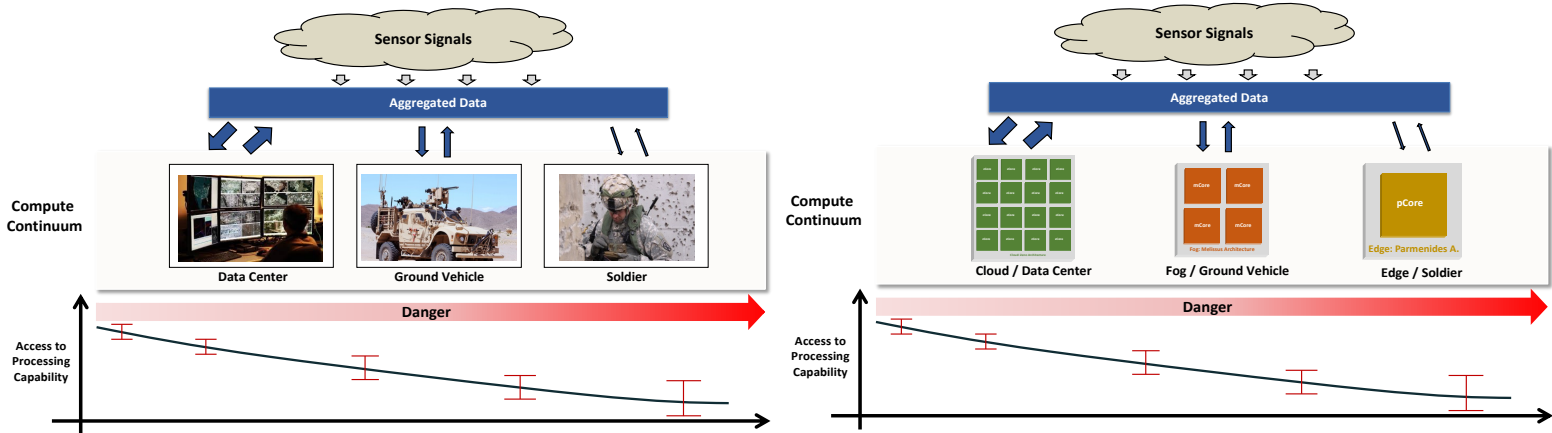 Sensor Signals
Aggregated Data
Compute
Continuum
Data Center
Ground Vehicle
Soldier
Danger
Access to
Processing
Capability
Sensor Signals
Aggregated Data
Compute
Continuum
mCore
mCore
mCore
mCore
Fog: Melissus Architecture
pCore
Edge: Parmenides A.
Cloud / Data Center
Fog / Ground Vehicle
Edge / Soldier
Danger
Access to
Processing
Capability